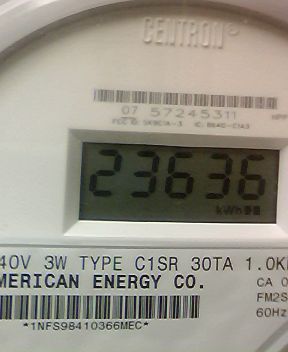 CENTRON®
07 57245311
23636
kWh
40V 3W TYPE C1SR 30TA 1.0K
MERICAN ENERGY CO.
CA 0
FM2S
60Hz
*1NFS98410366MEC*